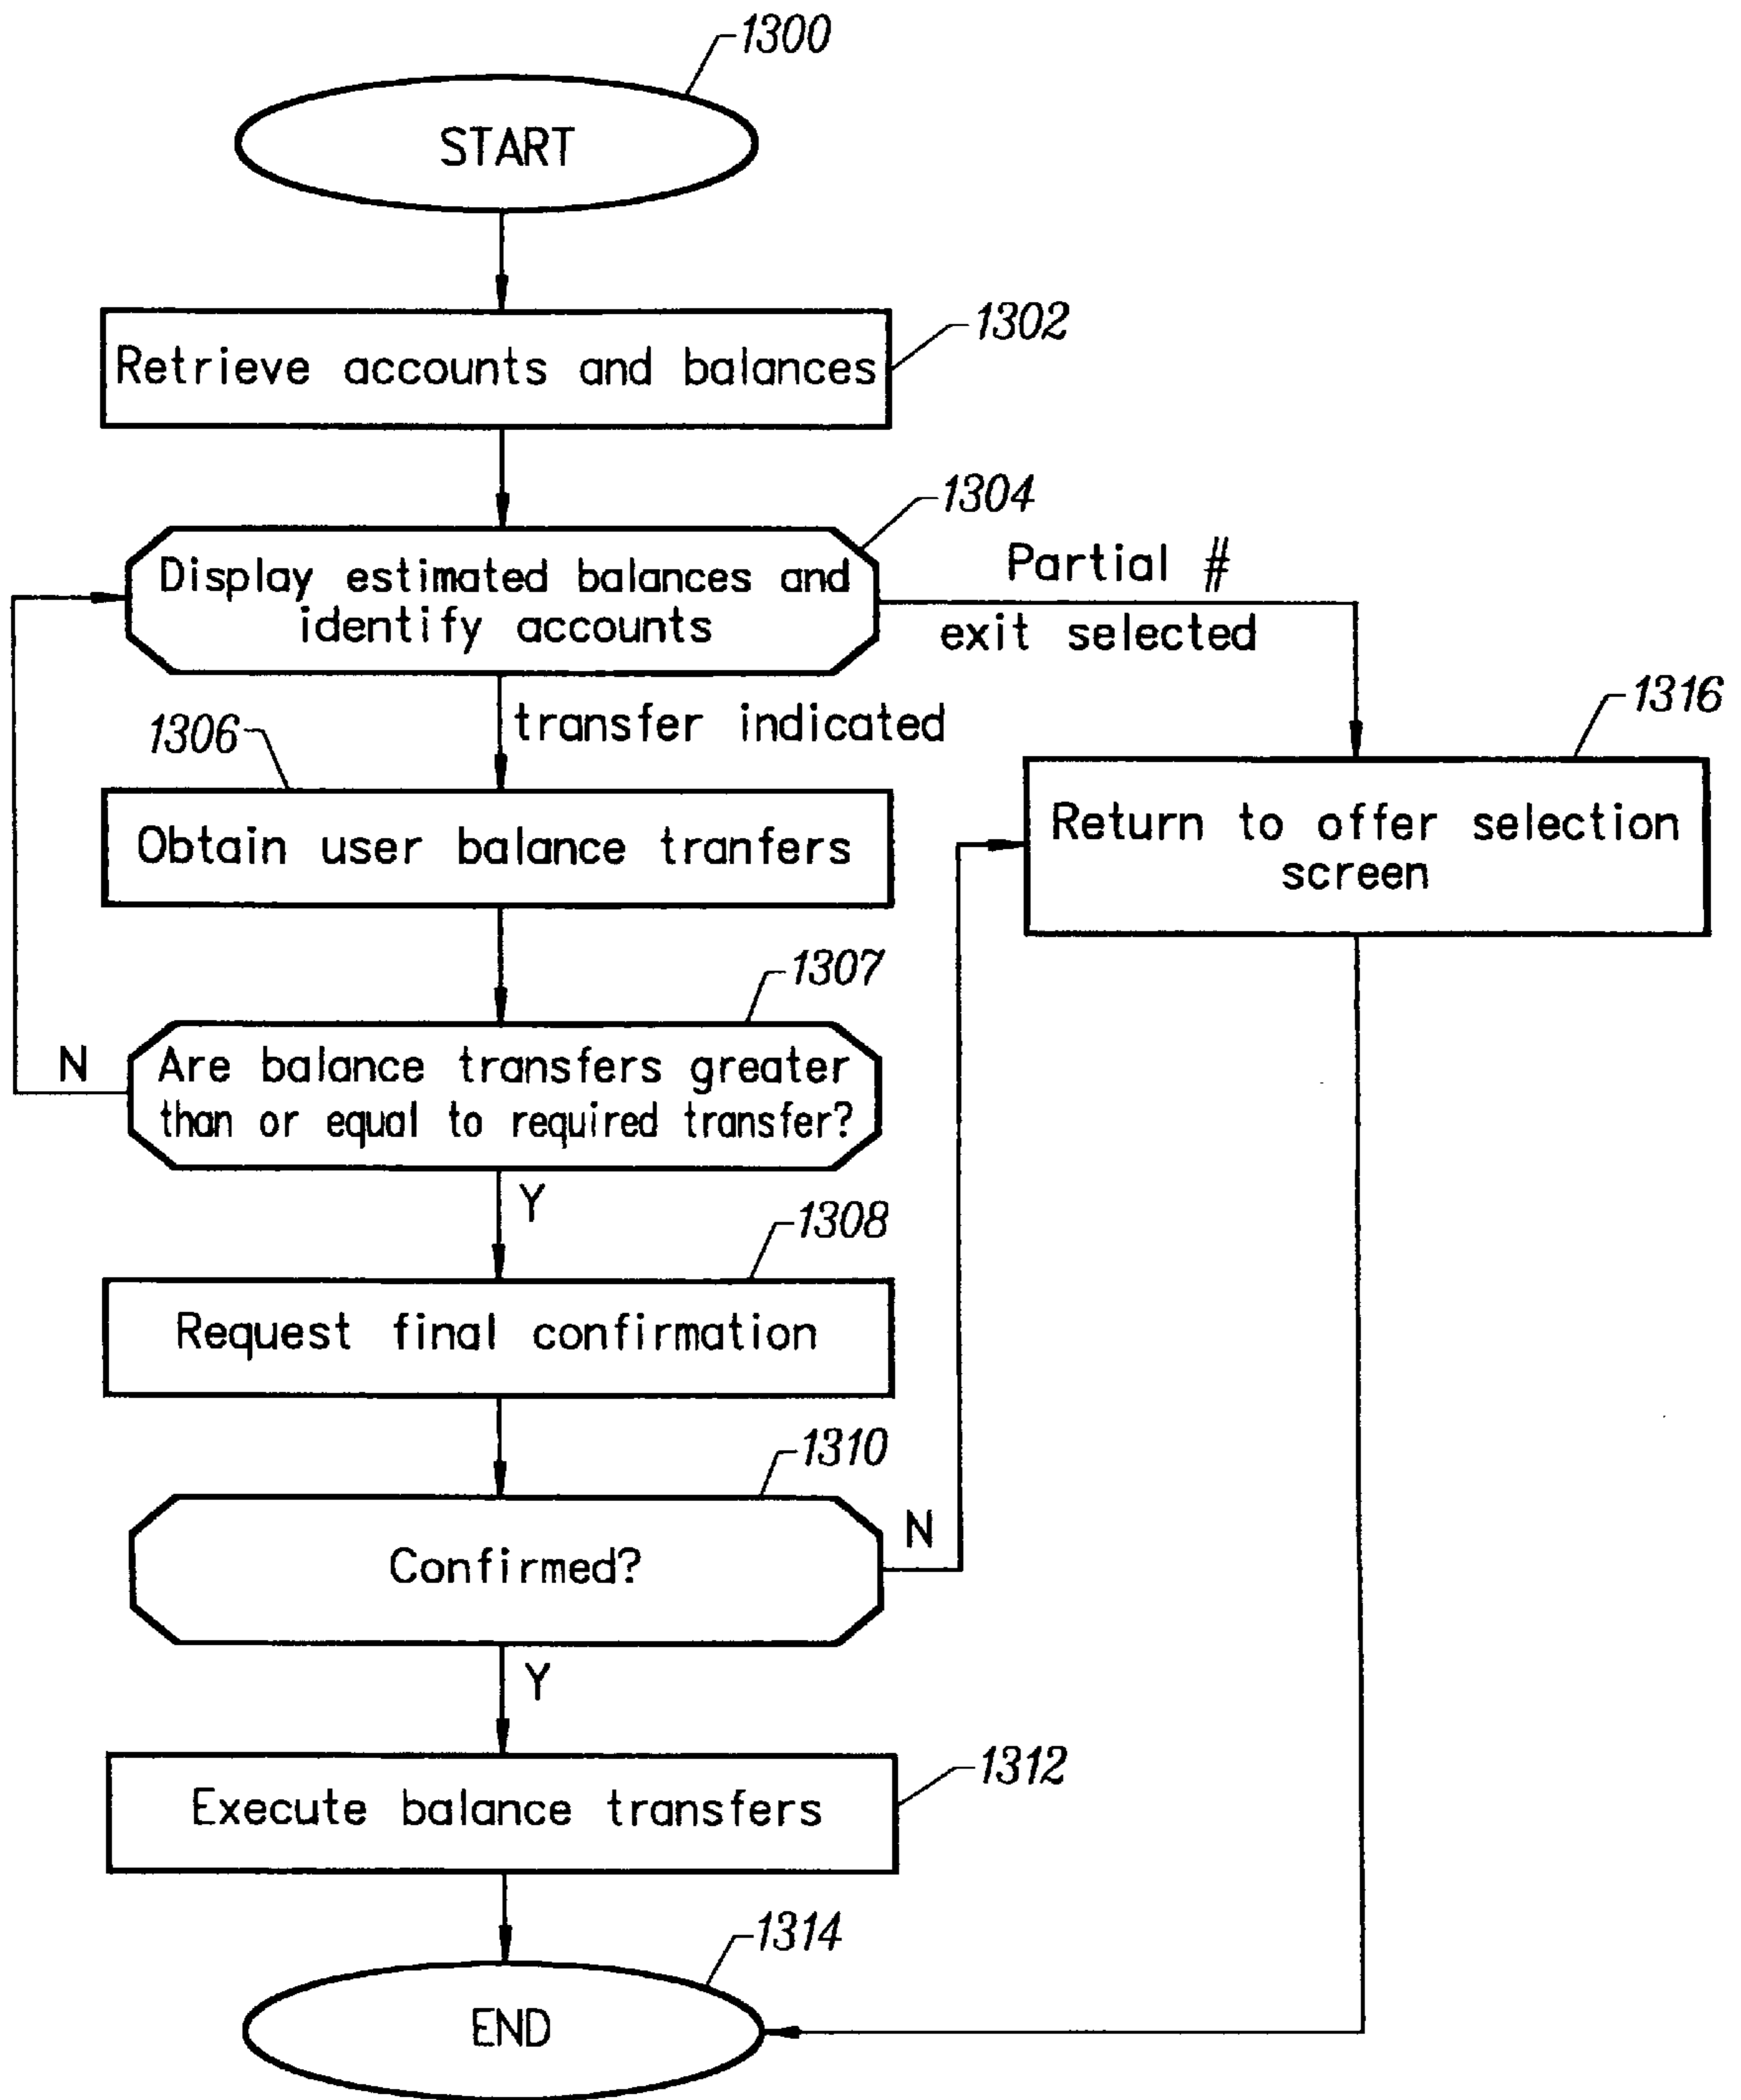 1300
START
1302
Retrieve accounts and balances
1304
Display estimated balances and
identify accounts
Partial #
exit selected
transfer indicated
1306
1316
Obtain user balance tranfers
Return to offer selection
screen
1307
N
Are balance transfers greater
than or equal to required transfer?
Y
1308
Request final confirmation
1310
N
Confirmed?
Y
1312
Execute balance transfers
1314
END